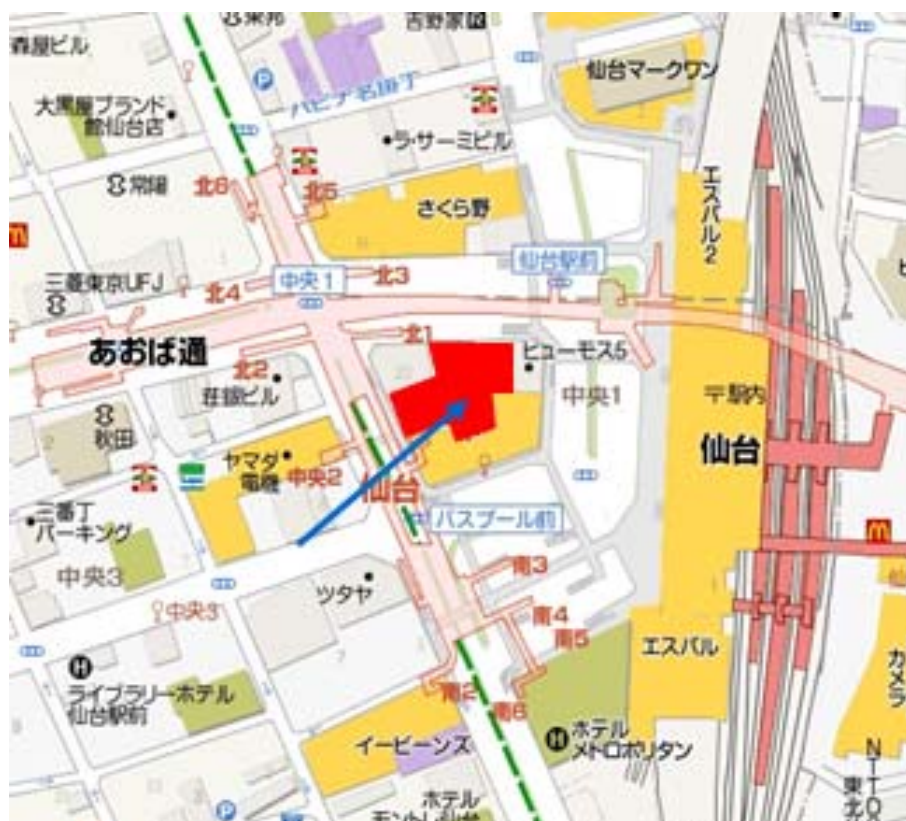 森屋ビル
東邦
吉野家
P
ハピナ名掛丁
仙台マークワン
大黒屋ブランド
館仙台店
ラ・サーミビル
常陽
北6
北5
さくら野
エスパル2
三菱東京UFJ
北4
中央1
北3
仙台駅前
あおば通
北2
北1
ビューモス5
荘銀ビル
中央1
〒駅内
秋田
ヤマダ
電機
中央2
仙台
仙台
三番丁
パーキング
バスプール前
中央3
ツタヤ
南3
中央3
南4
南5
エスパル
H
ライブラリーホテル
仙台駅前
南2
南6
カメラ
イービーンズ
H
ホテル
メトロポリタン
P
ホテル
NTTD
東北